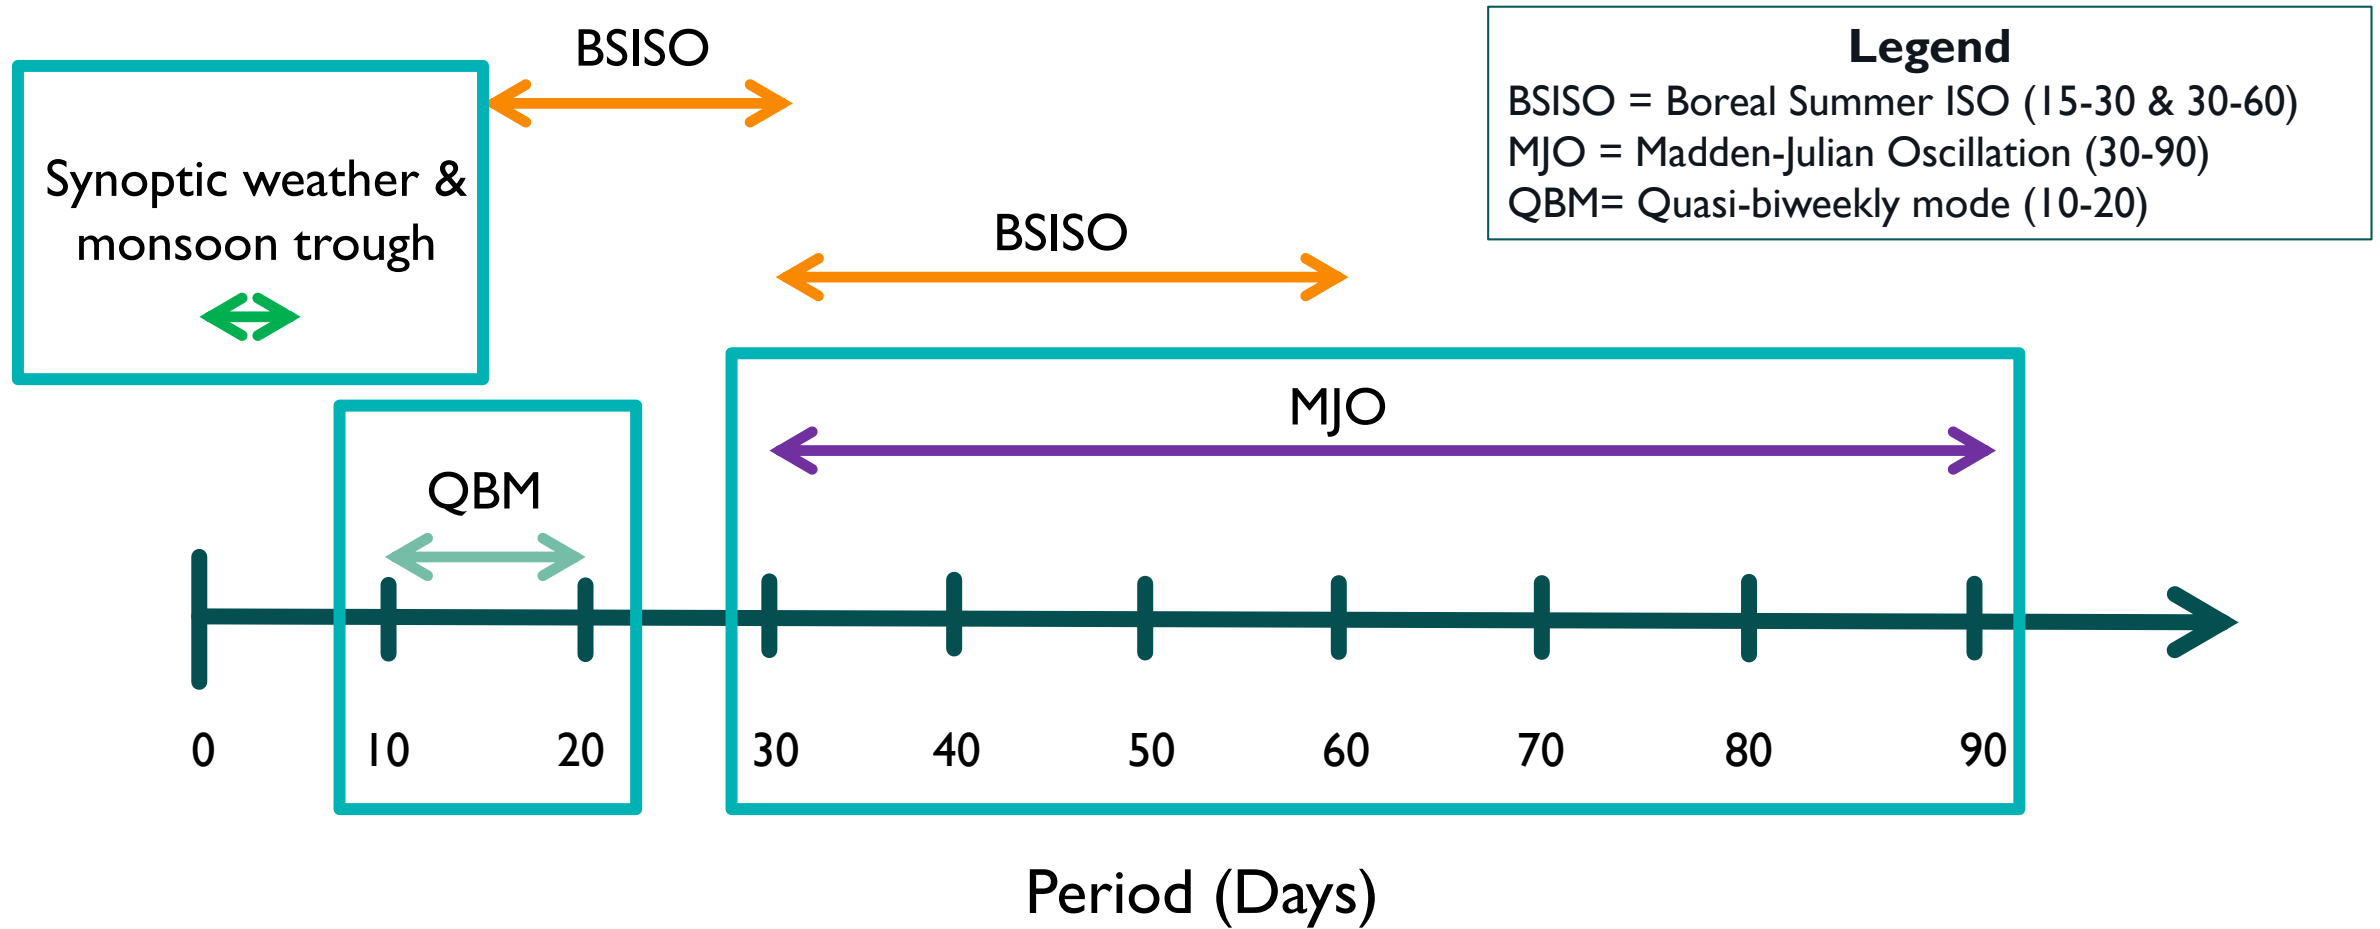 BSISO
Legend
BSISO = Boreal Summer ISO (15-30 & 30-60)
MJO = Madden-Julian Oscillation (30-90)
QBM= Quasi-biweekly mode (10-20)
Synoptic weather &
monsoon trough
BSISO
MJO
QBM
0 10 20 30 40 50 60 70 80 90
Period (Days)